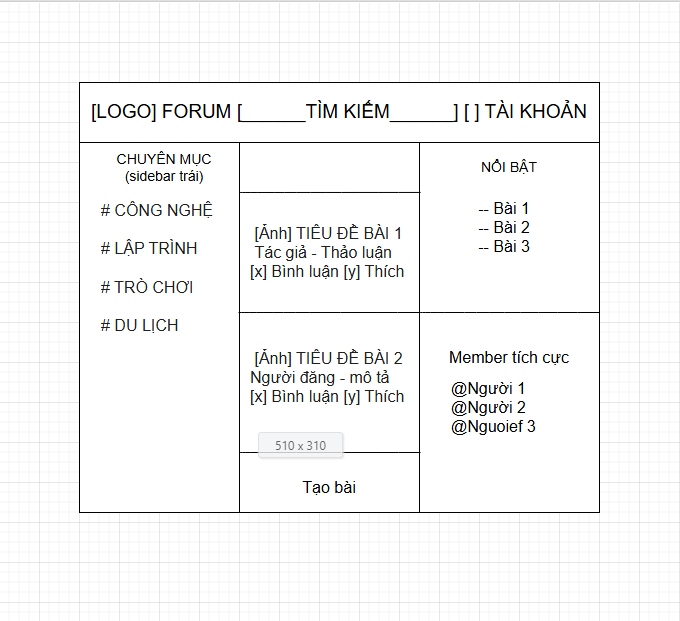 [LOGO] FORUM [______TÌM KIẾM______] [ ] TÀI KHOẢN
CHUYÊN MỤC
(sidebar trái)
# CÔNG NGHỆ
# LẬP TRÌNH
# TRÒ CHƠI
# DU LỊCH
[Ảnh] TIÊU ĐỀ BÀI 1
Tác giả - Thảo luận
[x] Bình luận [y] Thích
[Ảnh] TIÊU ĐỀ BÀI 2
Người đăng - mô tả
[x] Bình luận [y] Thích
510 x 310
Tạo bài
NỔI BẬT
-- Bài 1
-- Bài 2
-- Bài 3
Member tích cực
@Người 1
@Người 2
@Nguoief 3